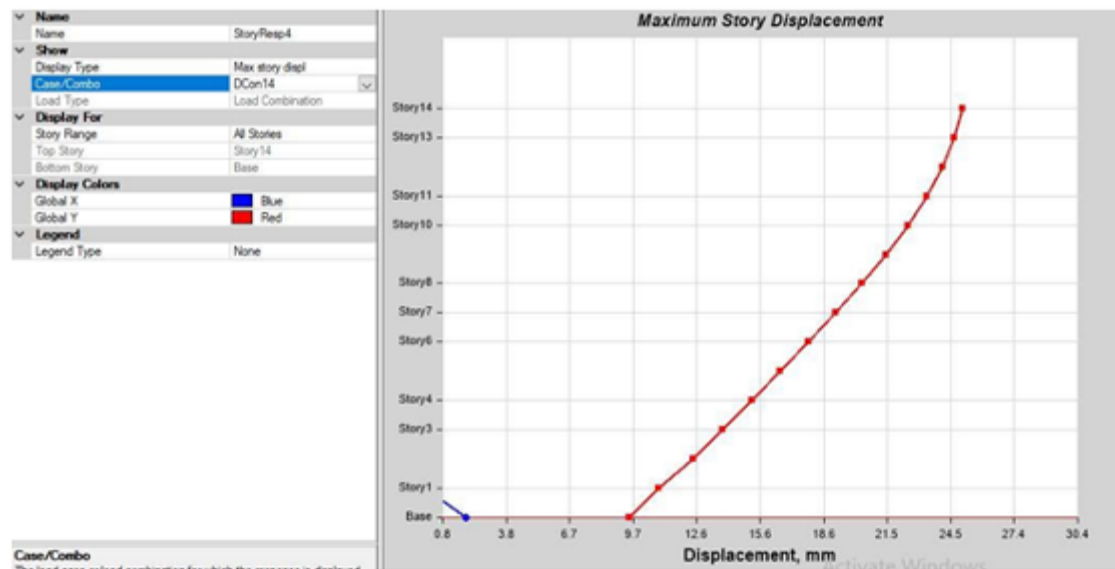 Name
Name StoryResp4
Show
Display Type Max story displ
Case/Combo DCon14
Load Type Load Combination
Display For
Story Range All Stories
Top Story Story14
Bottom Story Base
Display Colors
Global X Blue
Global Y Red
Legend
Legend Type None
Case/Combo
Maximum Story Displacement
Story14
Story13
Story11
Story10
Story8
Story7
Story6
Story4
Story3
Story1
Base
0.8 3.8 6.7 9.7 12.6 15.6 18.6 21.5 24.5 27.4 30.4
Displacement, mm
Activate Windows